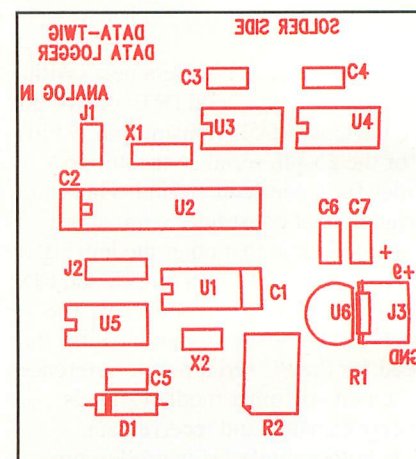 DATA-TWIG
DATA LOGGER
SOLDER SIDE
ANALOG IN
C3
C4
J1
X1
U3
U4
C2
U2
C6
C7
+
J2
U1
C1
+9
U5
U6
J3
X2
GND
C5
R1
D1
R2